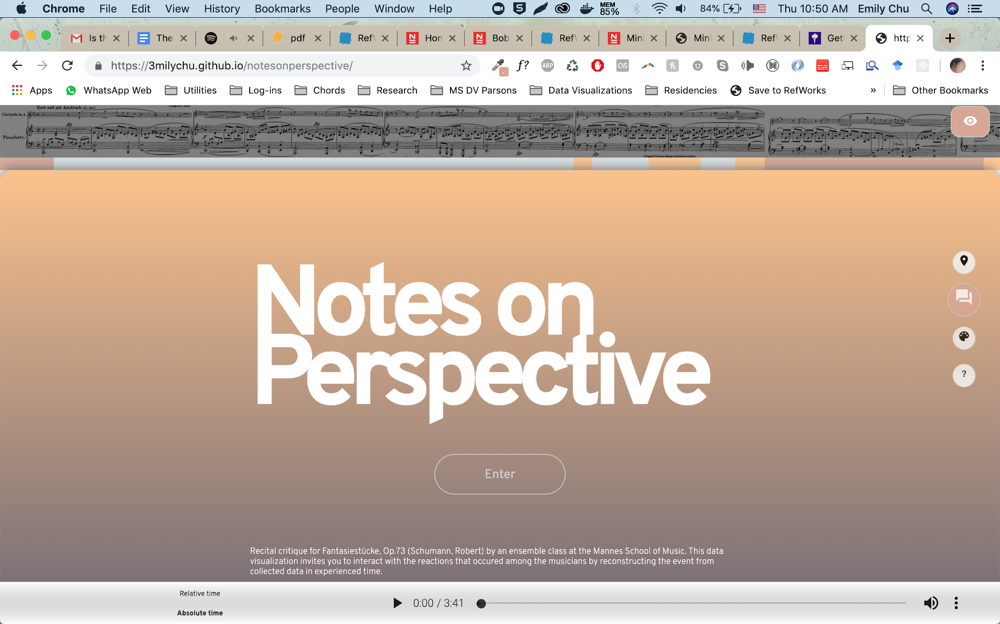 Chrome File Edit View History Bookmarks People Window Help MEM 85% 84% Thu 10:50 AM Emily Chu
Is th The pdf Ref Hom Bob Ref Mini Mini Ref Get http
https://3milychu.github.io/notesonperspective/ f? ABP
Apps WhatsApp Web Utilities Log-ins Chords Research MS DV Parsons Data Visualizations Residencies Save to RefWorks » Other Bookmarks
Zart und mit Ausdruck.
Clarinetto in A.
Pianoforte.
Notes on
Perspective
?
Enter
Recital critique for Fantasiestücke, Op.73 (Schumann, Robert) by an ensemble class at the Mannes School of Music. This data
visualization invites you to interact with the reactions that occured among the musicians by reconstructing the event from
collected data in experienced time.
Relative time
0:00 / 3:41
Absolute time